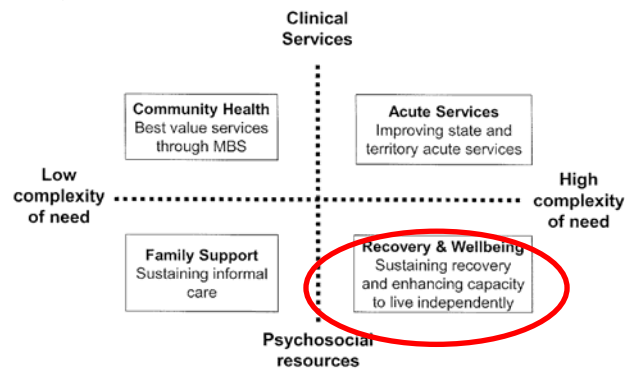 Clinical
Services
Community Health
Best value services
through MBS
Acute Services
Improving state and
territory acute services
Low
complexity
of need
High
complexity
of need
Family Support
Sustaining informal
care
Recovery & Wellbeing
Sustaining recovery
and enhancing capacity
to live independently
Psychosocial
resources